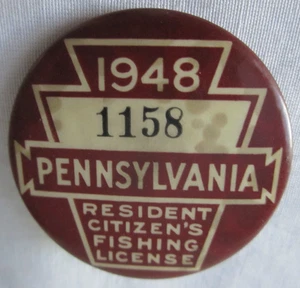 1948
1158
PENNSYLVANIA
RESIDENT
CITIZEN'S
FISHING
LICENSE